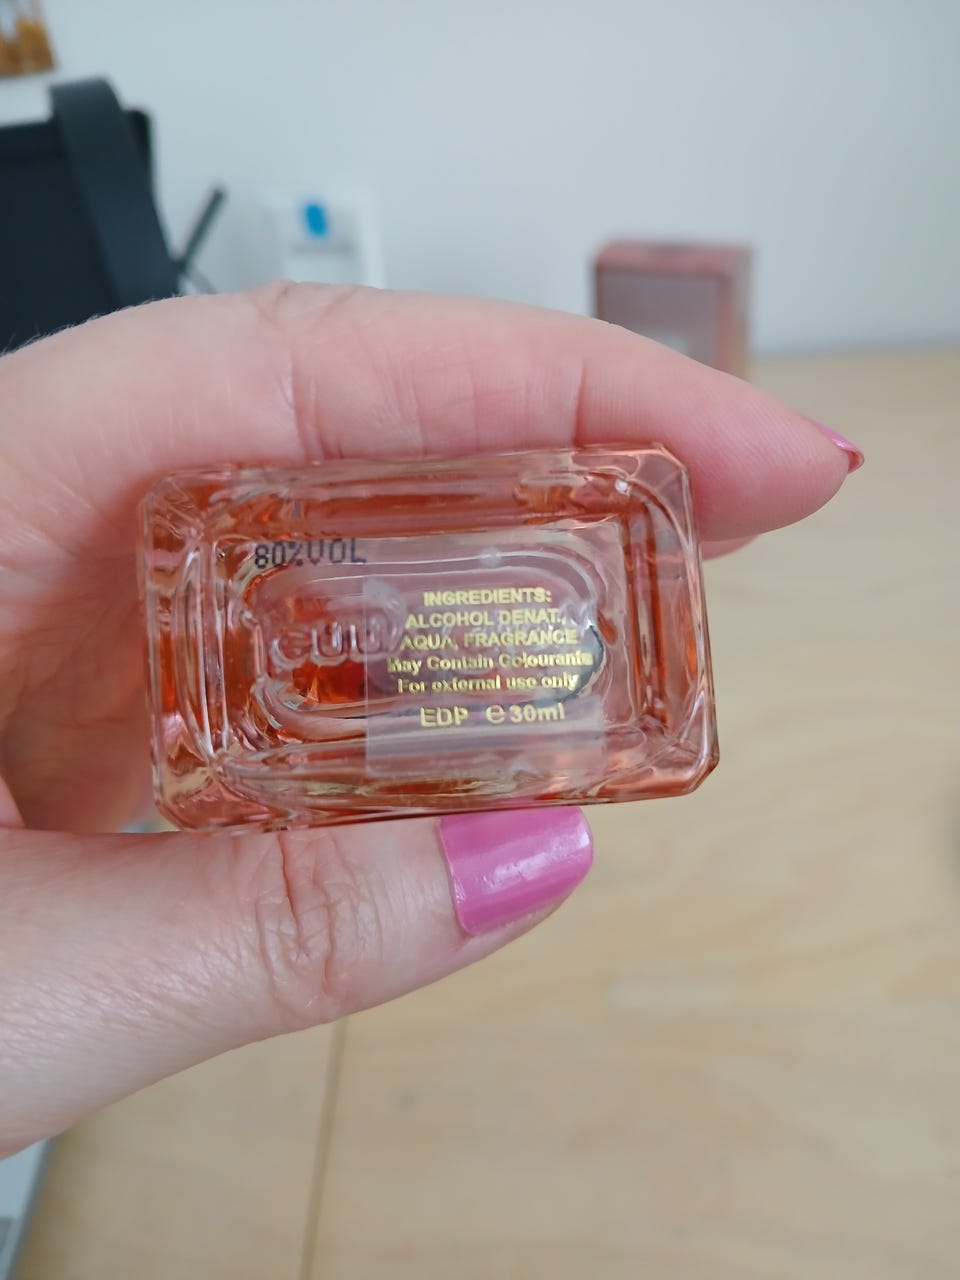 80%VOL
INGREDIENTS:
ALCOHOL DENAT.,
AQUA, FRAGRANCE
May Contain Colourants
For external use only
EDP ℮ 30ml